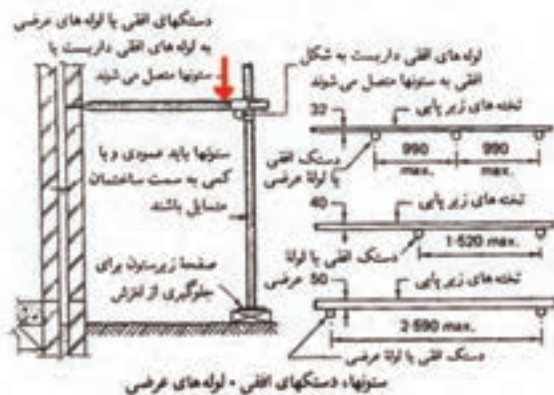 دستکهای افقی یا لوله های عرضی
به لوله های افقی داربست یا
ستونها متصل می شوند
لوله های افقی داربست به شکل
افقی به ستونها متصل می شوند
ستونها باید عمودی و یا
کمی به سمت ساختمان
متمایل باشند
صفحهٔ زیرستون برای
جلوگیری از لغزش
32
تخته های زیر پایی
990
max.
990
max.
دستک افقی
یا لولهٔ عرضی
40
تخته های زیر پایی
1·520 max.
دستک افقی یا لولهٔ
عرضی
50
تخته های زیر پایی
2·590 max.
دستک افقی یا لولهٔ عرضی
ستونها، دستکهای افقی - لوله های عرضی